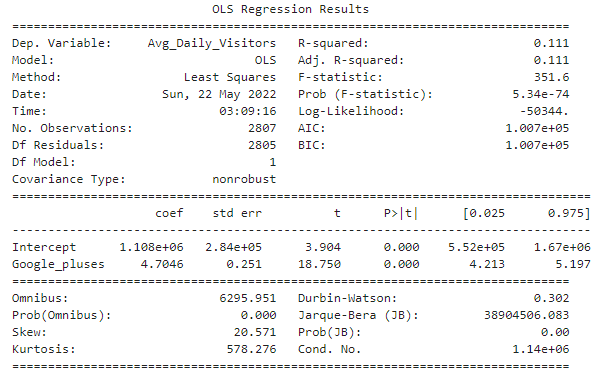 OLS Regression Results
==============================================================================
Dep. Variable:     Avg_Daily_Visitors   R-squared:                       0.111
Model:                            OLS   Adj. R-squared:                  0.111
Method:                 Least Squares   F-statistic:                     351.6
Date:                Sun, 22 May 2022   Prob (F-statistic):           5.34e-74
Time:                        03:09:16   Log-Likelihood:                -50344.
No. Observations:                2807   AIC:                         1.007e+05
Df Residuals:                    2805   BIC:                         1.007e+05
Df Model:                           1
Covariance Type:            nonrobust
==================================================================================
                     coef    std err          t      P>|t|      [0.025      0.975]
----------------------------------------------------------------------------------
Intercept       1.108e+06   2.84e+05      3.904      0.000    5.52e+05    1.67e+06
Google_pluses      4.7046      0.251     18.750      0.000       4.213       5.197
==============================================================================
Omnibus:                     6295.951   Durbin-Watson:                   0.302
Prob(Omnibus):                  0.000   Jarque-Bera (JB):         38904506.083
Skew:                          20.571   Prob(JB):                         0.00
Kurtosis:                     578.276   Cond. No.                     1.14e+06
==============================================================================